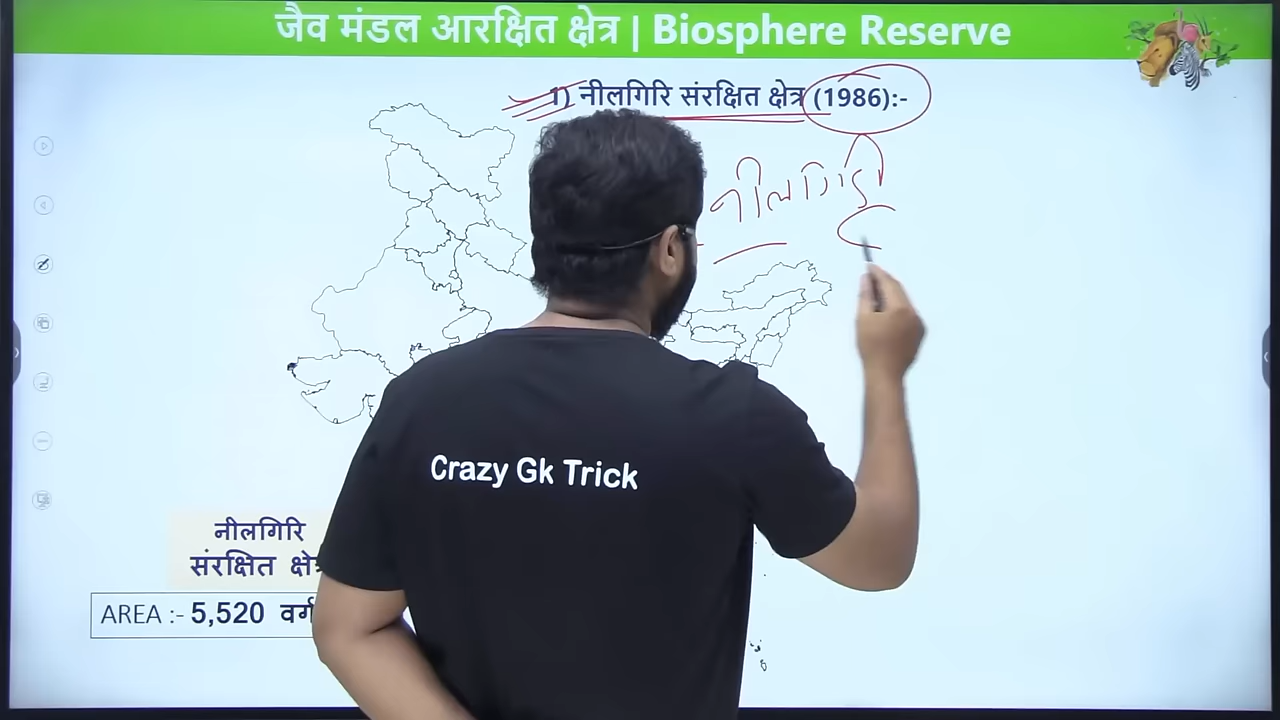 जैव मंडल आरक्षित क्षेत्र | Biosphere Reserve
1) नीलगिरि संरक्षित क्षेत्र (1986):-
नीलगिरी
Crazy Gk Trick
नीलगिरि
संरक्षित
AREA :- 5,520